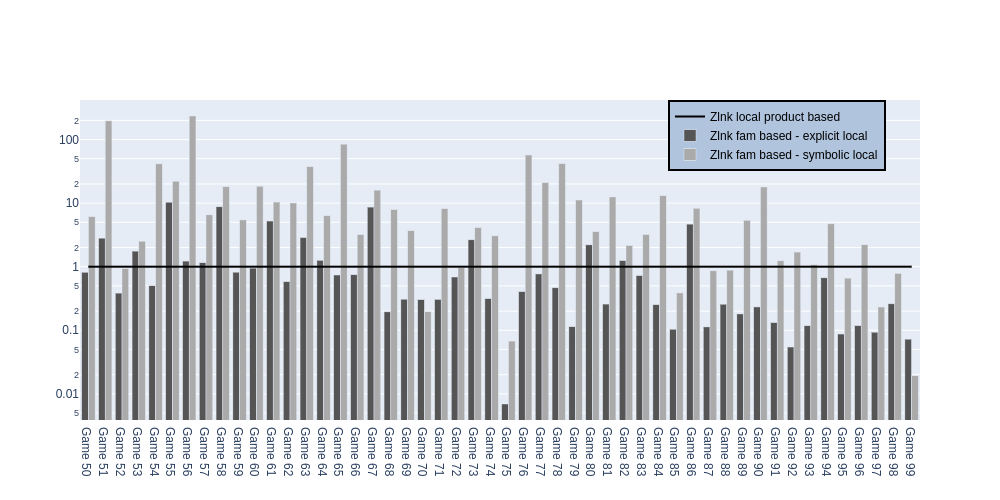 Zlnk local product based
Zlnk fam based - explicit local
Zlnk fam based - symbolic local
2
100
5
2
10
5
2
1
5
2
0.1
5
2
0.01
5
Game 50
Game 51
Game 52
Game 53
Game 54
Game 55
Game 56
Game 57
Game 58
Game 59
Game 60
Game 61
Game 62
Game 63
Game 64
Game 65
Game 66
Game 67
Game 68
Game 69
Game 70
Game 71
Game 72
Game 73
Game 74
Game 75
Game 76
Game 77
Game 78
Game 79
Game 80
Game 81
Game 82
Game 83
Game 84
Game 85
Game 86
Game 87
Game 88
Game 89
Game 90
Game 91
Game 92
Game 93
Game 94
Game 95
Game 96
Game 97
Game 98
Game 99